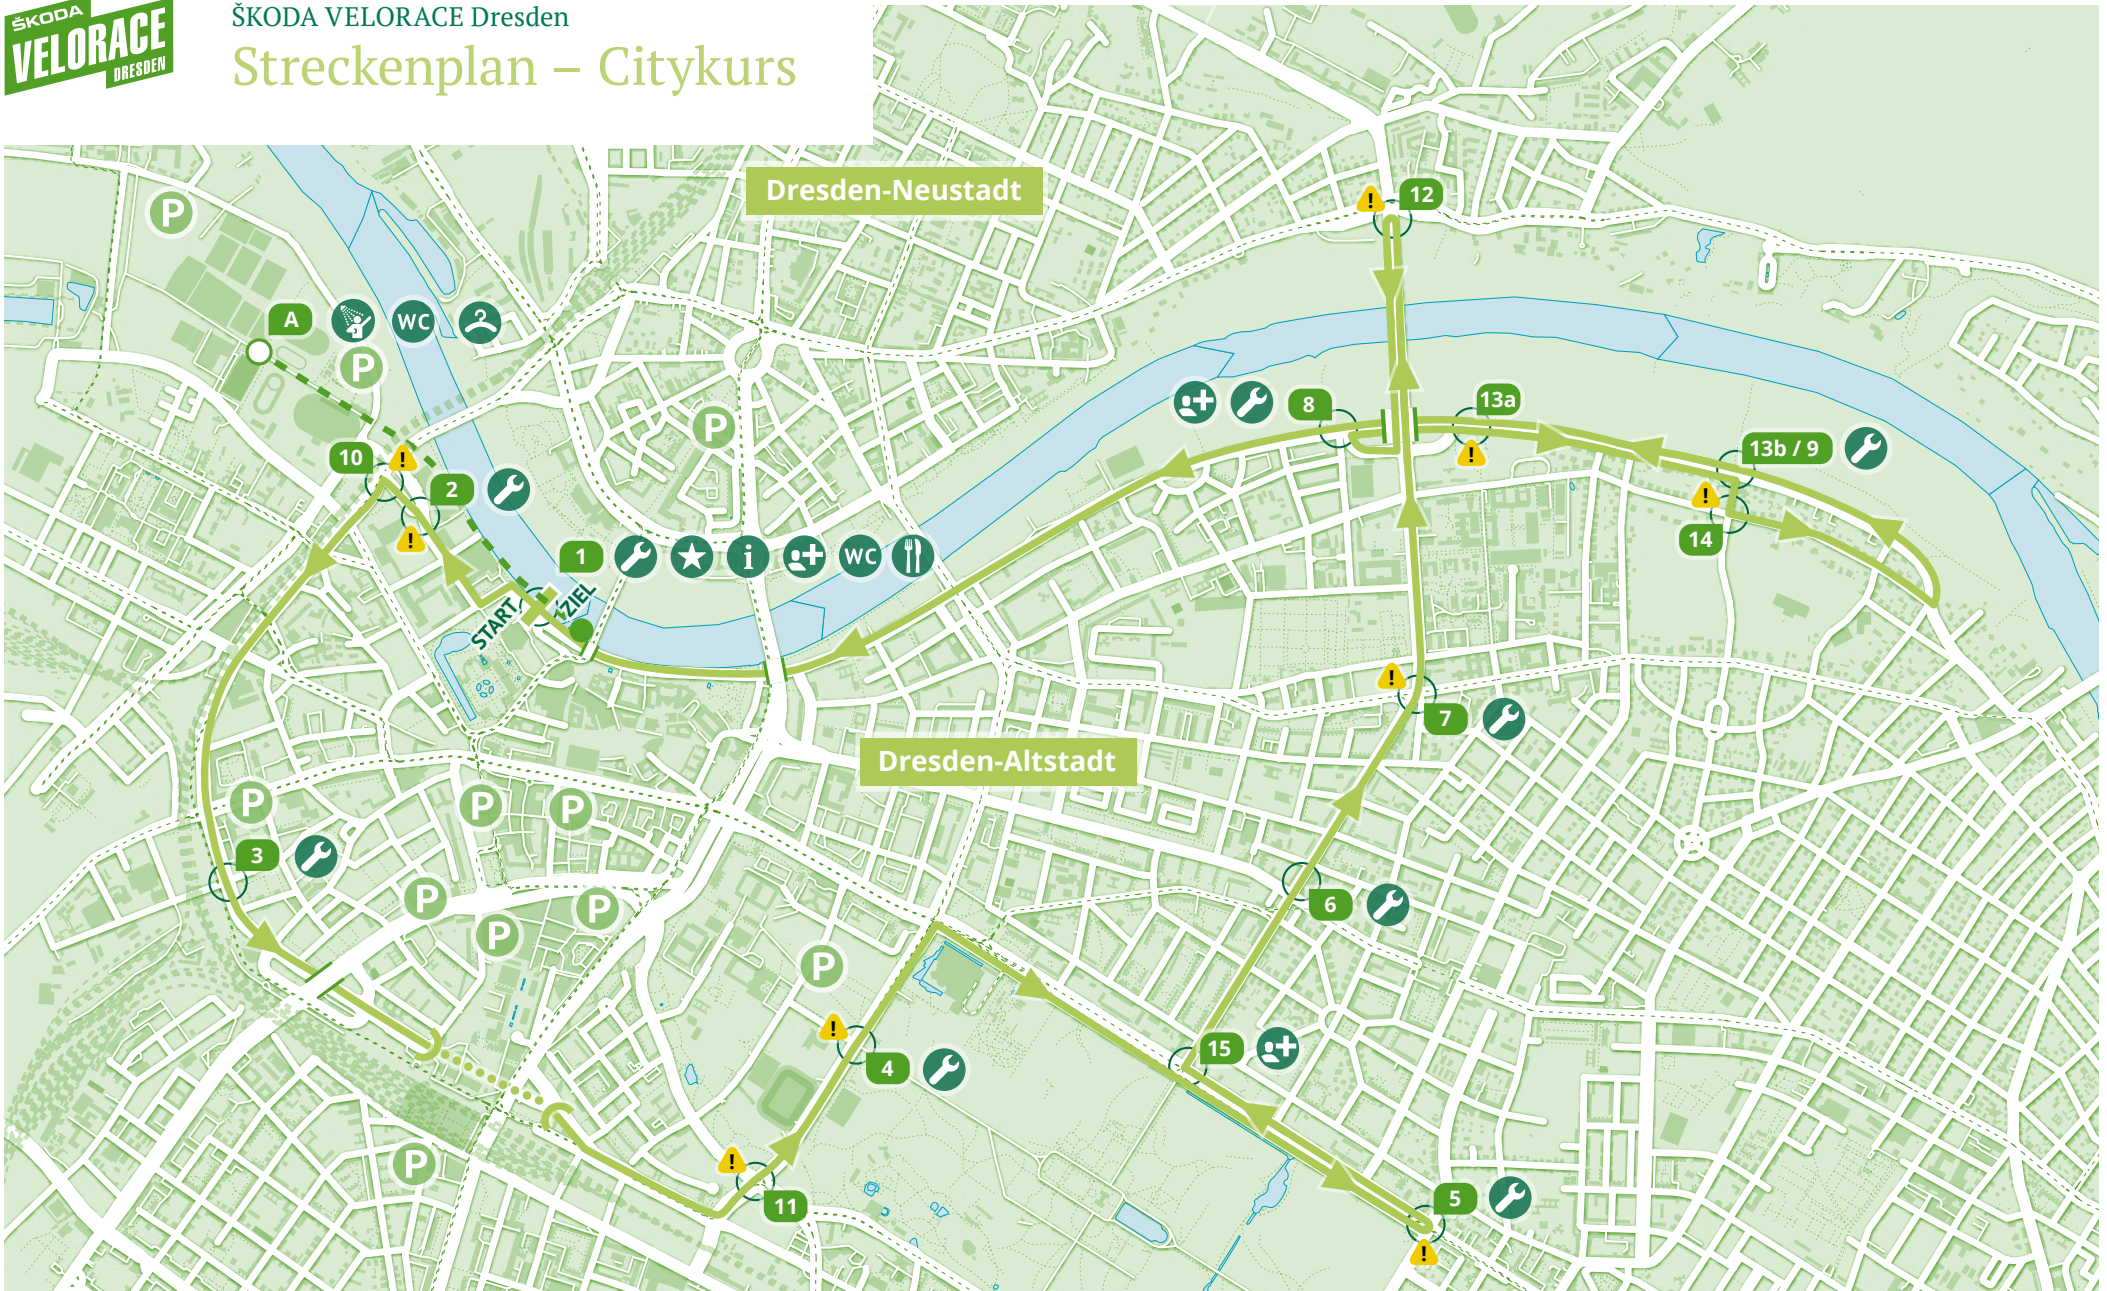 ŠKODA
VELORACE
DRESDEN
ŠKODA VELORACE Dresden
Streckenplan – Citykurs
Dresden-Neustadt
12
P
A
WC
P
8
13a
P
10
13b / 9
2
14
1
i
WC
START
ZIEL
7
Dresden-Altstadt
P
P
P
3
P
P
6
P
P
15
4
P
11
5
!
!
!
!
!
!
!
!
!